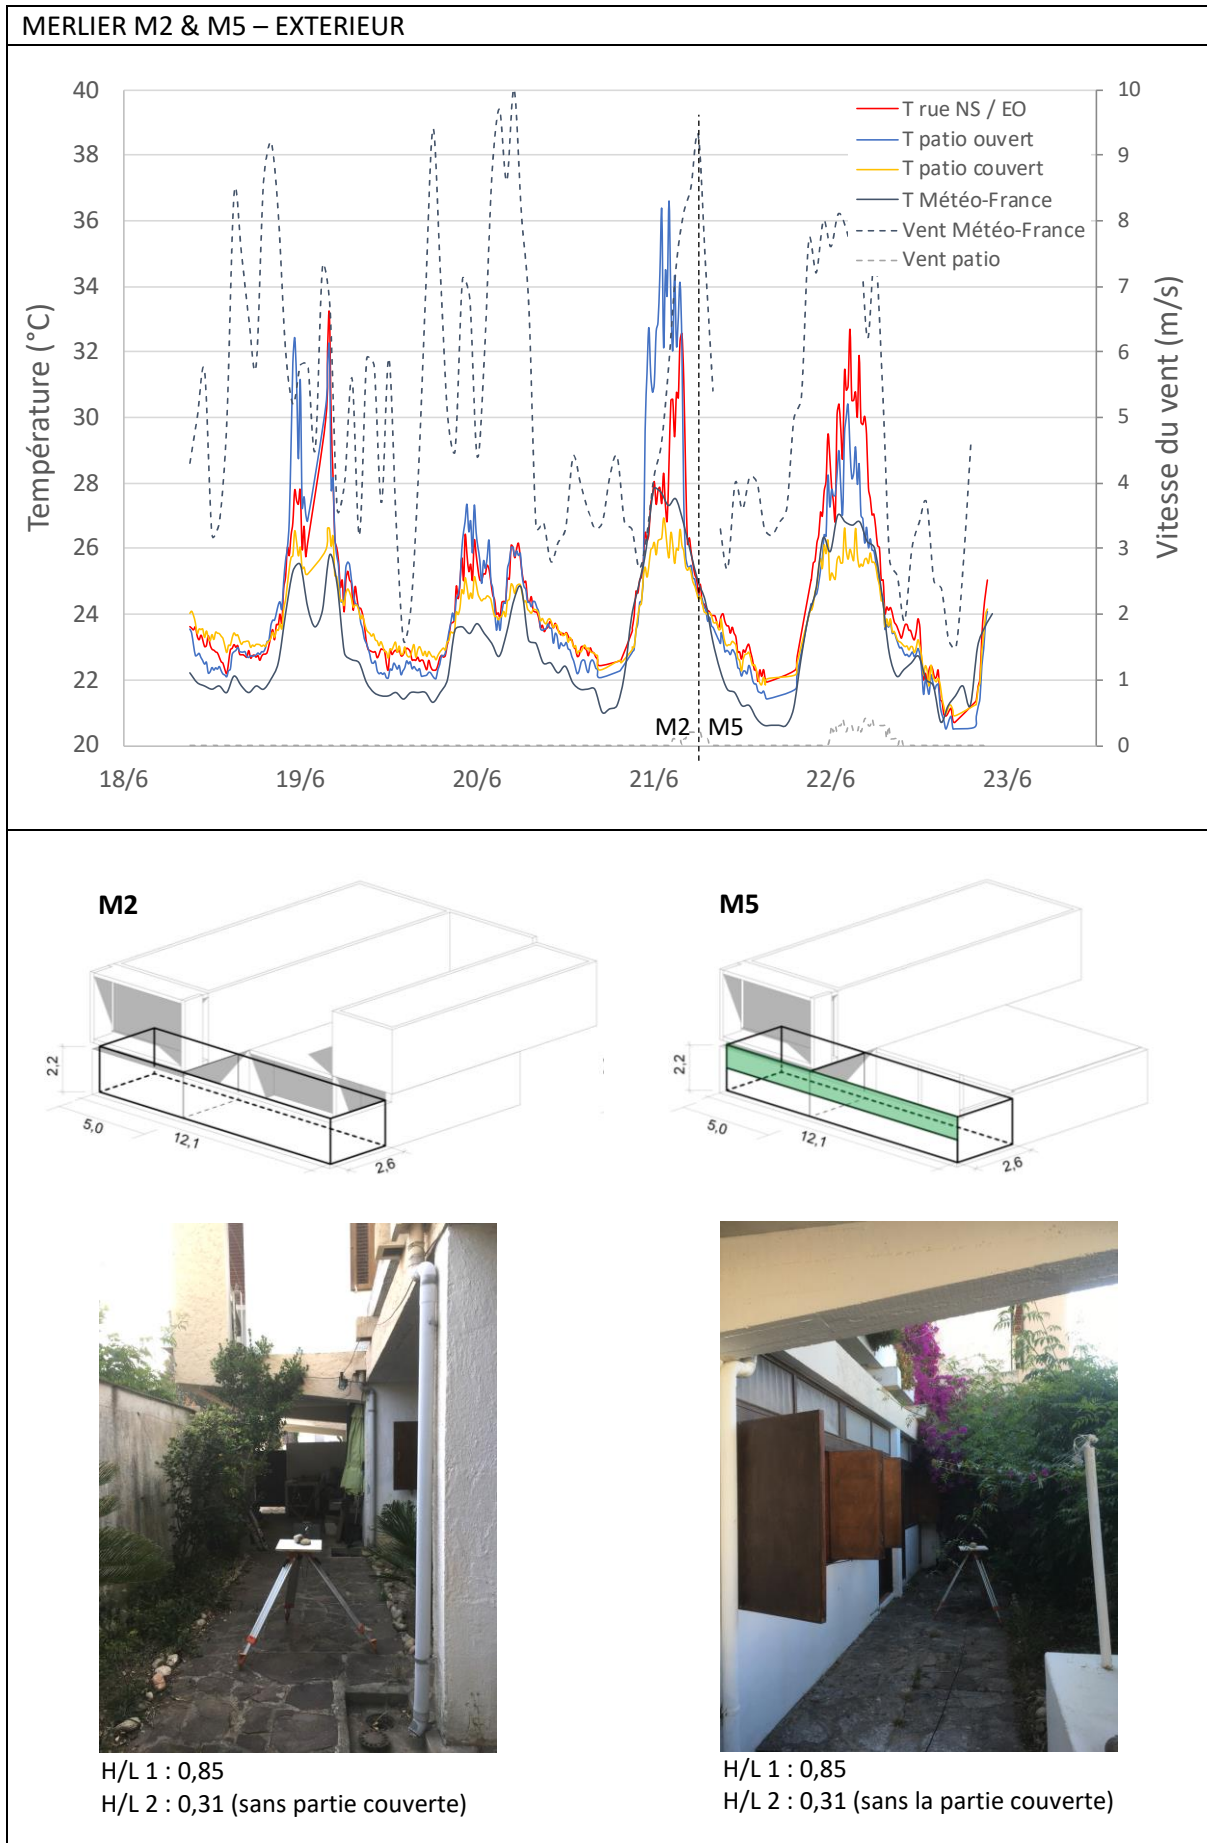 MERLIER M2 & M5 – EXTERIEUR
40
38
36
34
32
30
28
26
24
22
20
Température (°C)
10
9
8
7
6
5
4
3
2
1
0
Vitesse du vent (m/s)
T rue NS / EO
T patio ouvert
T patio couvert
T Météo-France
Vent Météo-France
Vent patio
M2 M5
18/6 19/6 20/6 21/6 22/6 23/6
M2
2,2
5,0
12,1
2,6
M5
2,2
5,0
12,1
2,6
H/L 1 : 0,85
H/L 2 : 0,31 (sans partie couverte)
H/L 1 : 0,85
H/L 2 : 0,31 (sans la partie couverte)